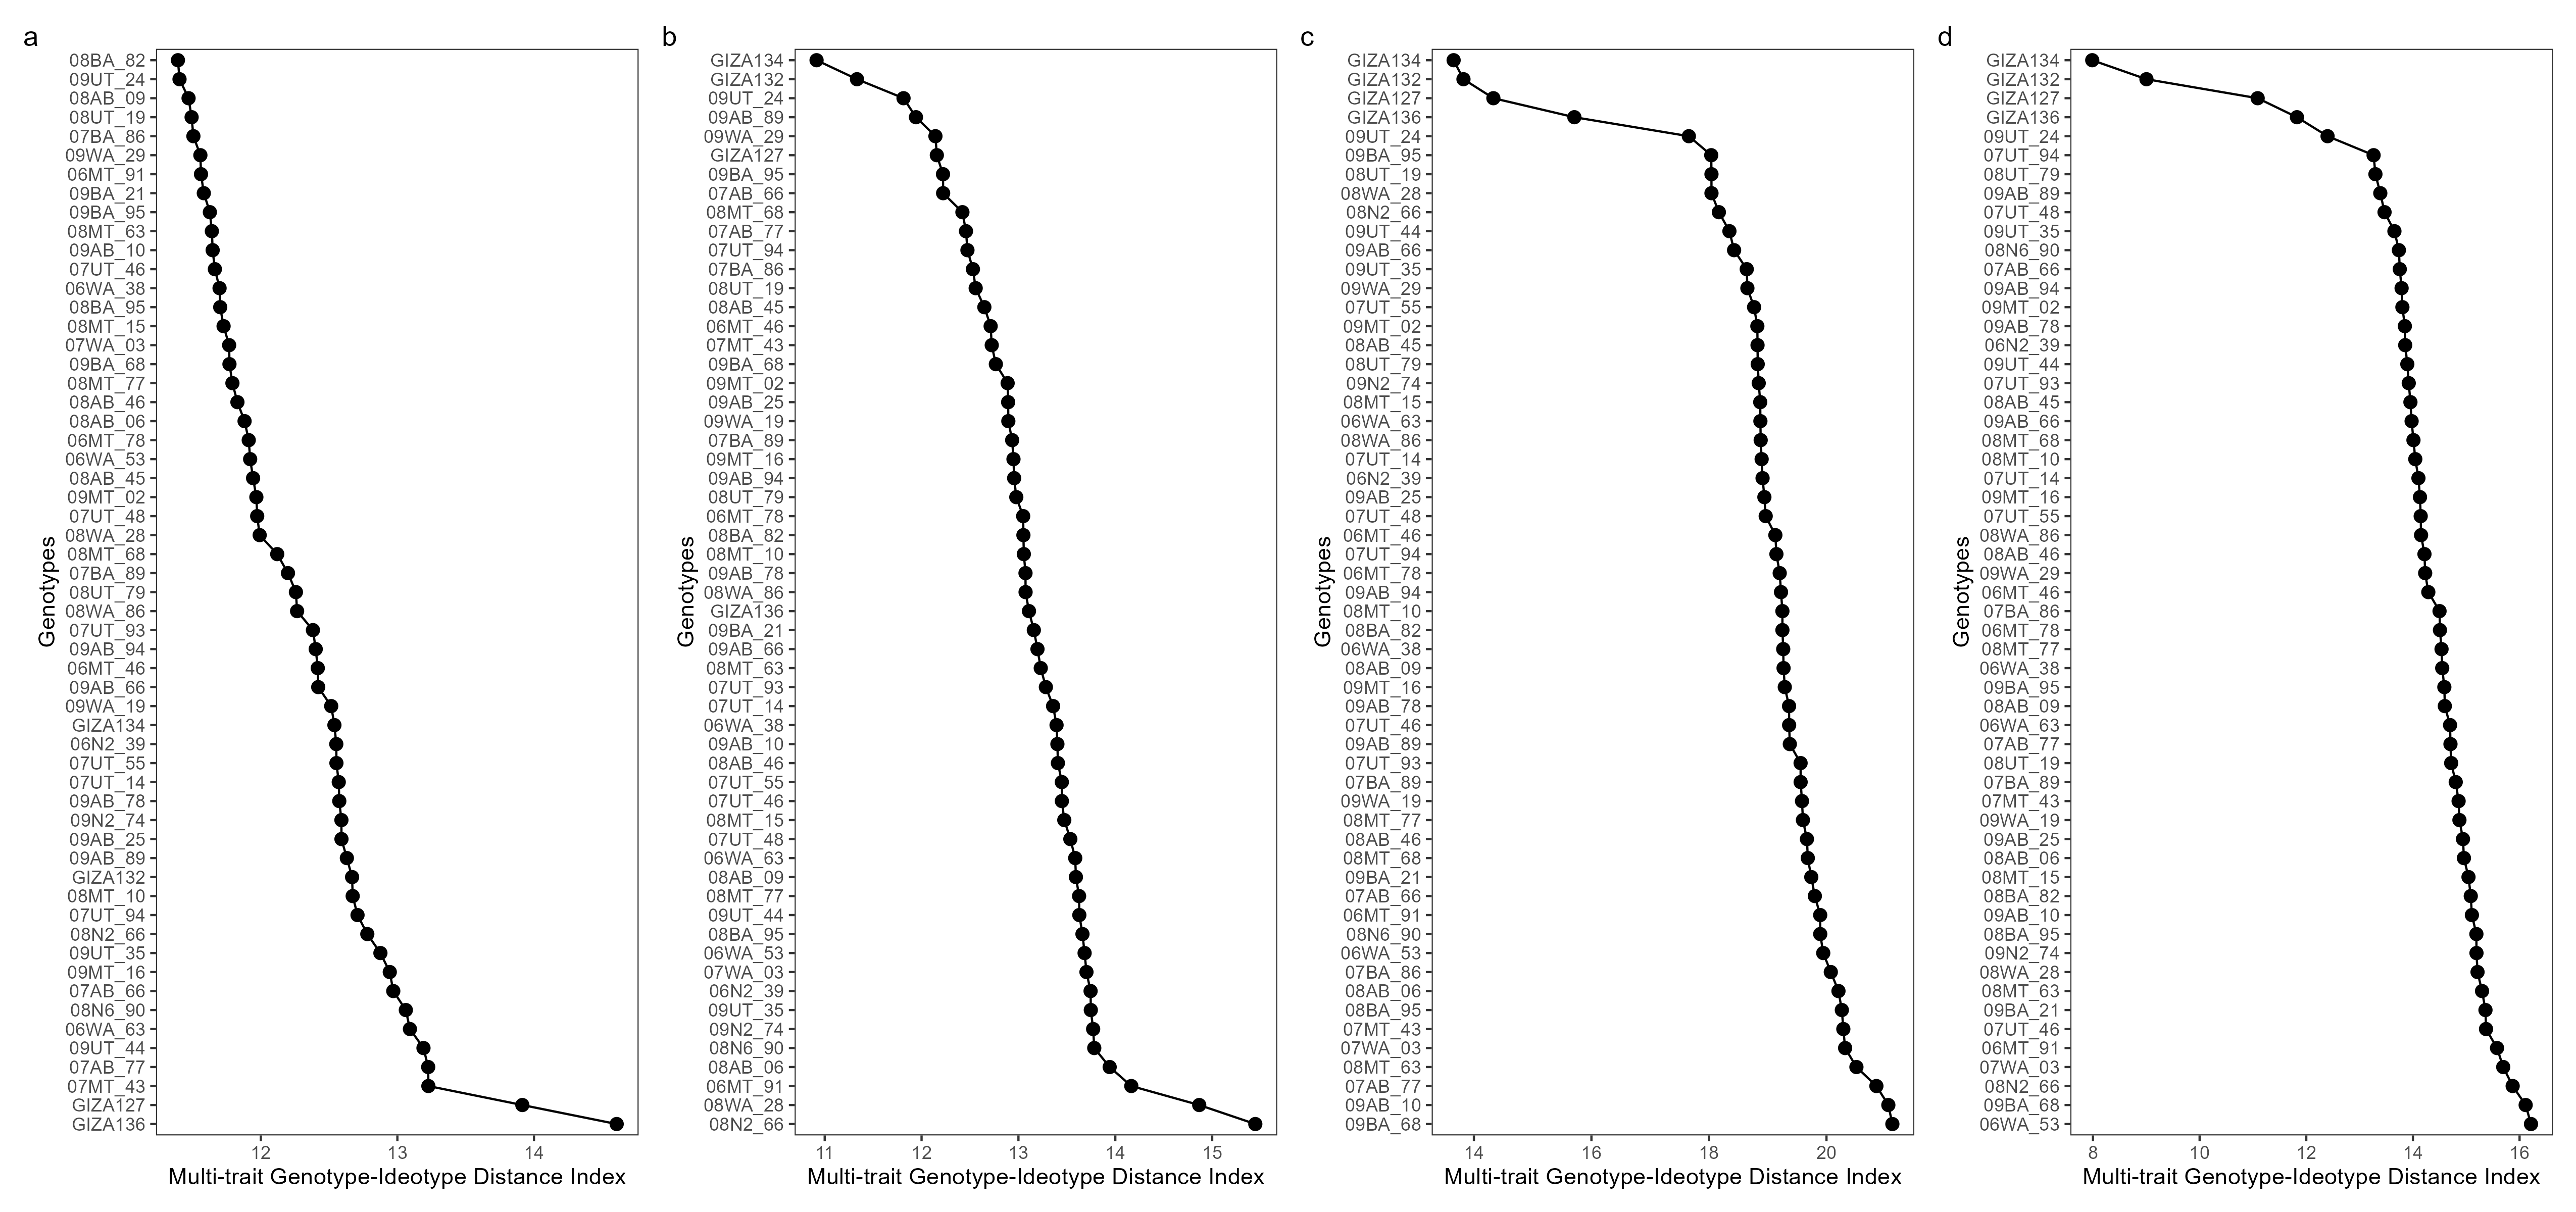 a
08BA_82
09UT_24
08AB_09
08UT_19
07BA_86
09WA_29
06MT_91
09BA_21
09BA_95
08MT_63
09AB_10
07UT_46
06WA_38
08BA_95
08MT_15
07WA_03
09BA_68
08MT_77
08AB_46
08AB_06
06MT_78
06WA_53
08AB_45
09MT_02
07UT_48
08WA_28
08MT_68
07BA_89
08UT_79
08WA_86
07UT_93
09AB_94
06MT_46
09AB_66
09WA_19
GIZA134
06N2_39
07UT_55
07UT_14
09AB_78
09N2_74
09AB_25
09AB_89
GIZA132
08MT_10
07UT_94
08N2_66
09UT_35
09MT_16
07AB_66
08N6_90
06WA_63
09UT_44
07AB_77
07MT_43
GIZA127
GIZA136
Genotypes
12 13 14
Multi-trait Genotype-Ideotype Distance Index
b
GIZA134
GIZA132
09UT_24
09AB_89
09WA_29
GIZA127
09BA_95
07AB_66
08MT_68
07AB_77
07UT_94
07BA_86
08UT_19
08AB_45
06MT_46
07MT_43
09BA_68
09MT_02
09AB_25
09WA_19
07BA_89
09MT_16
09AB_94
08UT_79
06MT_78
08BA_82
08MT_10
09AB_78
08WA_86
GIZA136
09BA_21
09AB_66
08MT_63
07UT_93
07UT_14
06WA_38
09AB_10
08AB_46
07UT_55
07UT_46
08MT_15
07UT_48
06WA_63
08AB_09
08MT_77
09UT_44
08BA_95
06WA_53
07WA_03
06N2_39
09UT_35
09N2_74
08N6_90
08AB_06
06MT_91
08WA_28
08N2_66
Genotypes
11 12 13 14 15
Multi-trait Genotype-Ideotype Distance Index
c
GIZA134
GIZA132
GIZA127
GIZA136
09UT_24
09BA_95
08UT_19
08WA_28
08N2_66
09UT_44
09AB_66
09UT_35
09WA_29
07UT_55
09MT_02
08AB_45
08UT_79
09N2_74
08MT_15
06WA_63
08WA_86
07UT_14
06N2_39
09AB_25
07UT_48
06MT_46
07UT_94
06MT_78
09AB_94
08MT_10
08BA_82
06WA_38
08AB_09
09MT_16
09AB_78
07UT_46
09AB_89
07UT_93
07BA_89
09WA_19
08MT_77
08AB_46
08MT_68
09BA_21
07AB_66
06MT_91
08N6_90
06WA_53
07BA_86
08AB_06
08BA_95
07MT_43
07WA_03
08MT_63
07AB_77
09AB_10
09BA_68
Genotypes
14 16 18 20
Multi-trait Genotype-Ideotype Distance Index
d
GIZA134
GIZA132
GIZA127
GIZA136
09UT_24
07UT_94
08UT_79
09AB_89
07UT_48
09UT_35
08N6_90
07AB_66
09AB_94
09MT_02
09AB_78
06N2_39
09UT_44
07UT_93
08AB_45
09AB_66
08MT_68
08MT_10
07UT_14
09MT_16
07UT_55
08WA_86
08AB_46
09WA_29
06MT_46
07BA_86
06MT_78
08MT_77
06WA_38
09BA_95
08AB_09
06WA_63
07AB_77
08UT_19
07BA_89
07MT_43
09WA_19
09AB_25
08AB_06
08MT_15
08BA_82
09AB_10
08BA_95
09N2_74
08WA_28
08MT_63
09BA_21
07UT_46
06MT_91
07WA_03
08N2_66
09BA_68
06WA_53
Genotypes
8 10 12 14 16
Multi-trait Genotype-Ideotype Distance Index